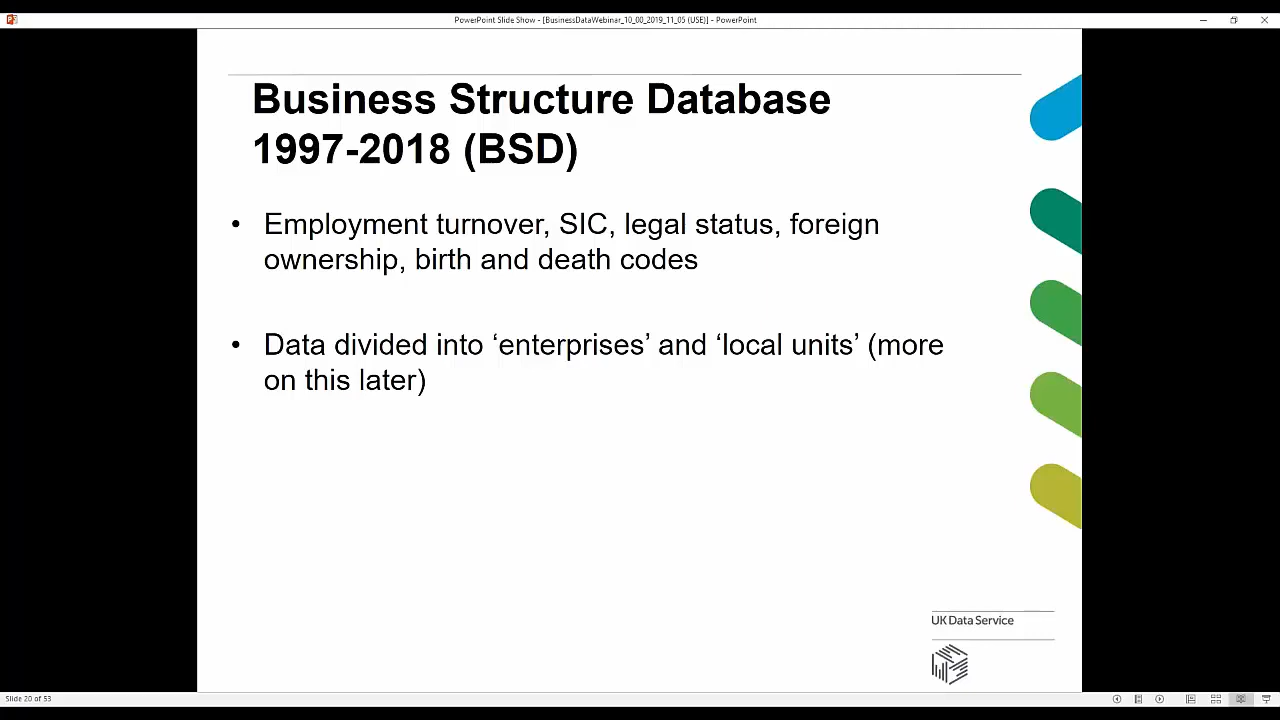 PowerPoint Slide Show - [BusinessDataWebinar_10_00_2019_11_05 (USE)] - PowerPoint
Business Structure Database
1997-2018 (BSD)
• Employment turnover, SIC, legal status, foreign
ownership, birth and death codes
• Data divided into ‘enterprises’ and ‘local units’ (more
on this later)
UK Data Service
Slide 20 of 53